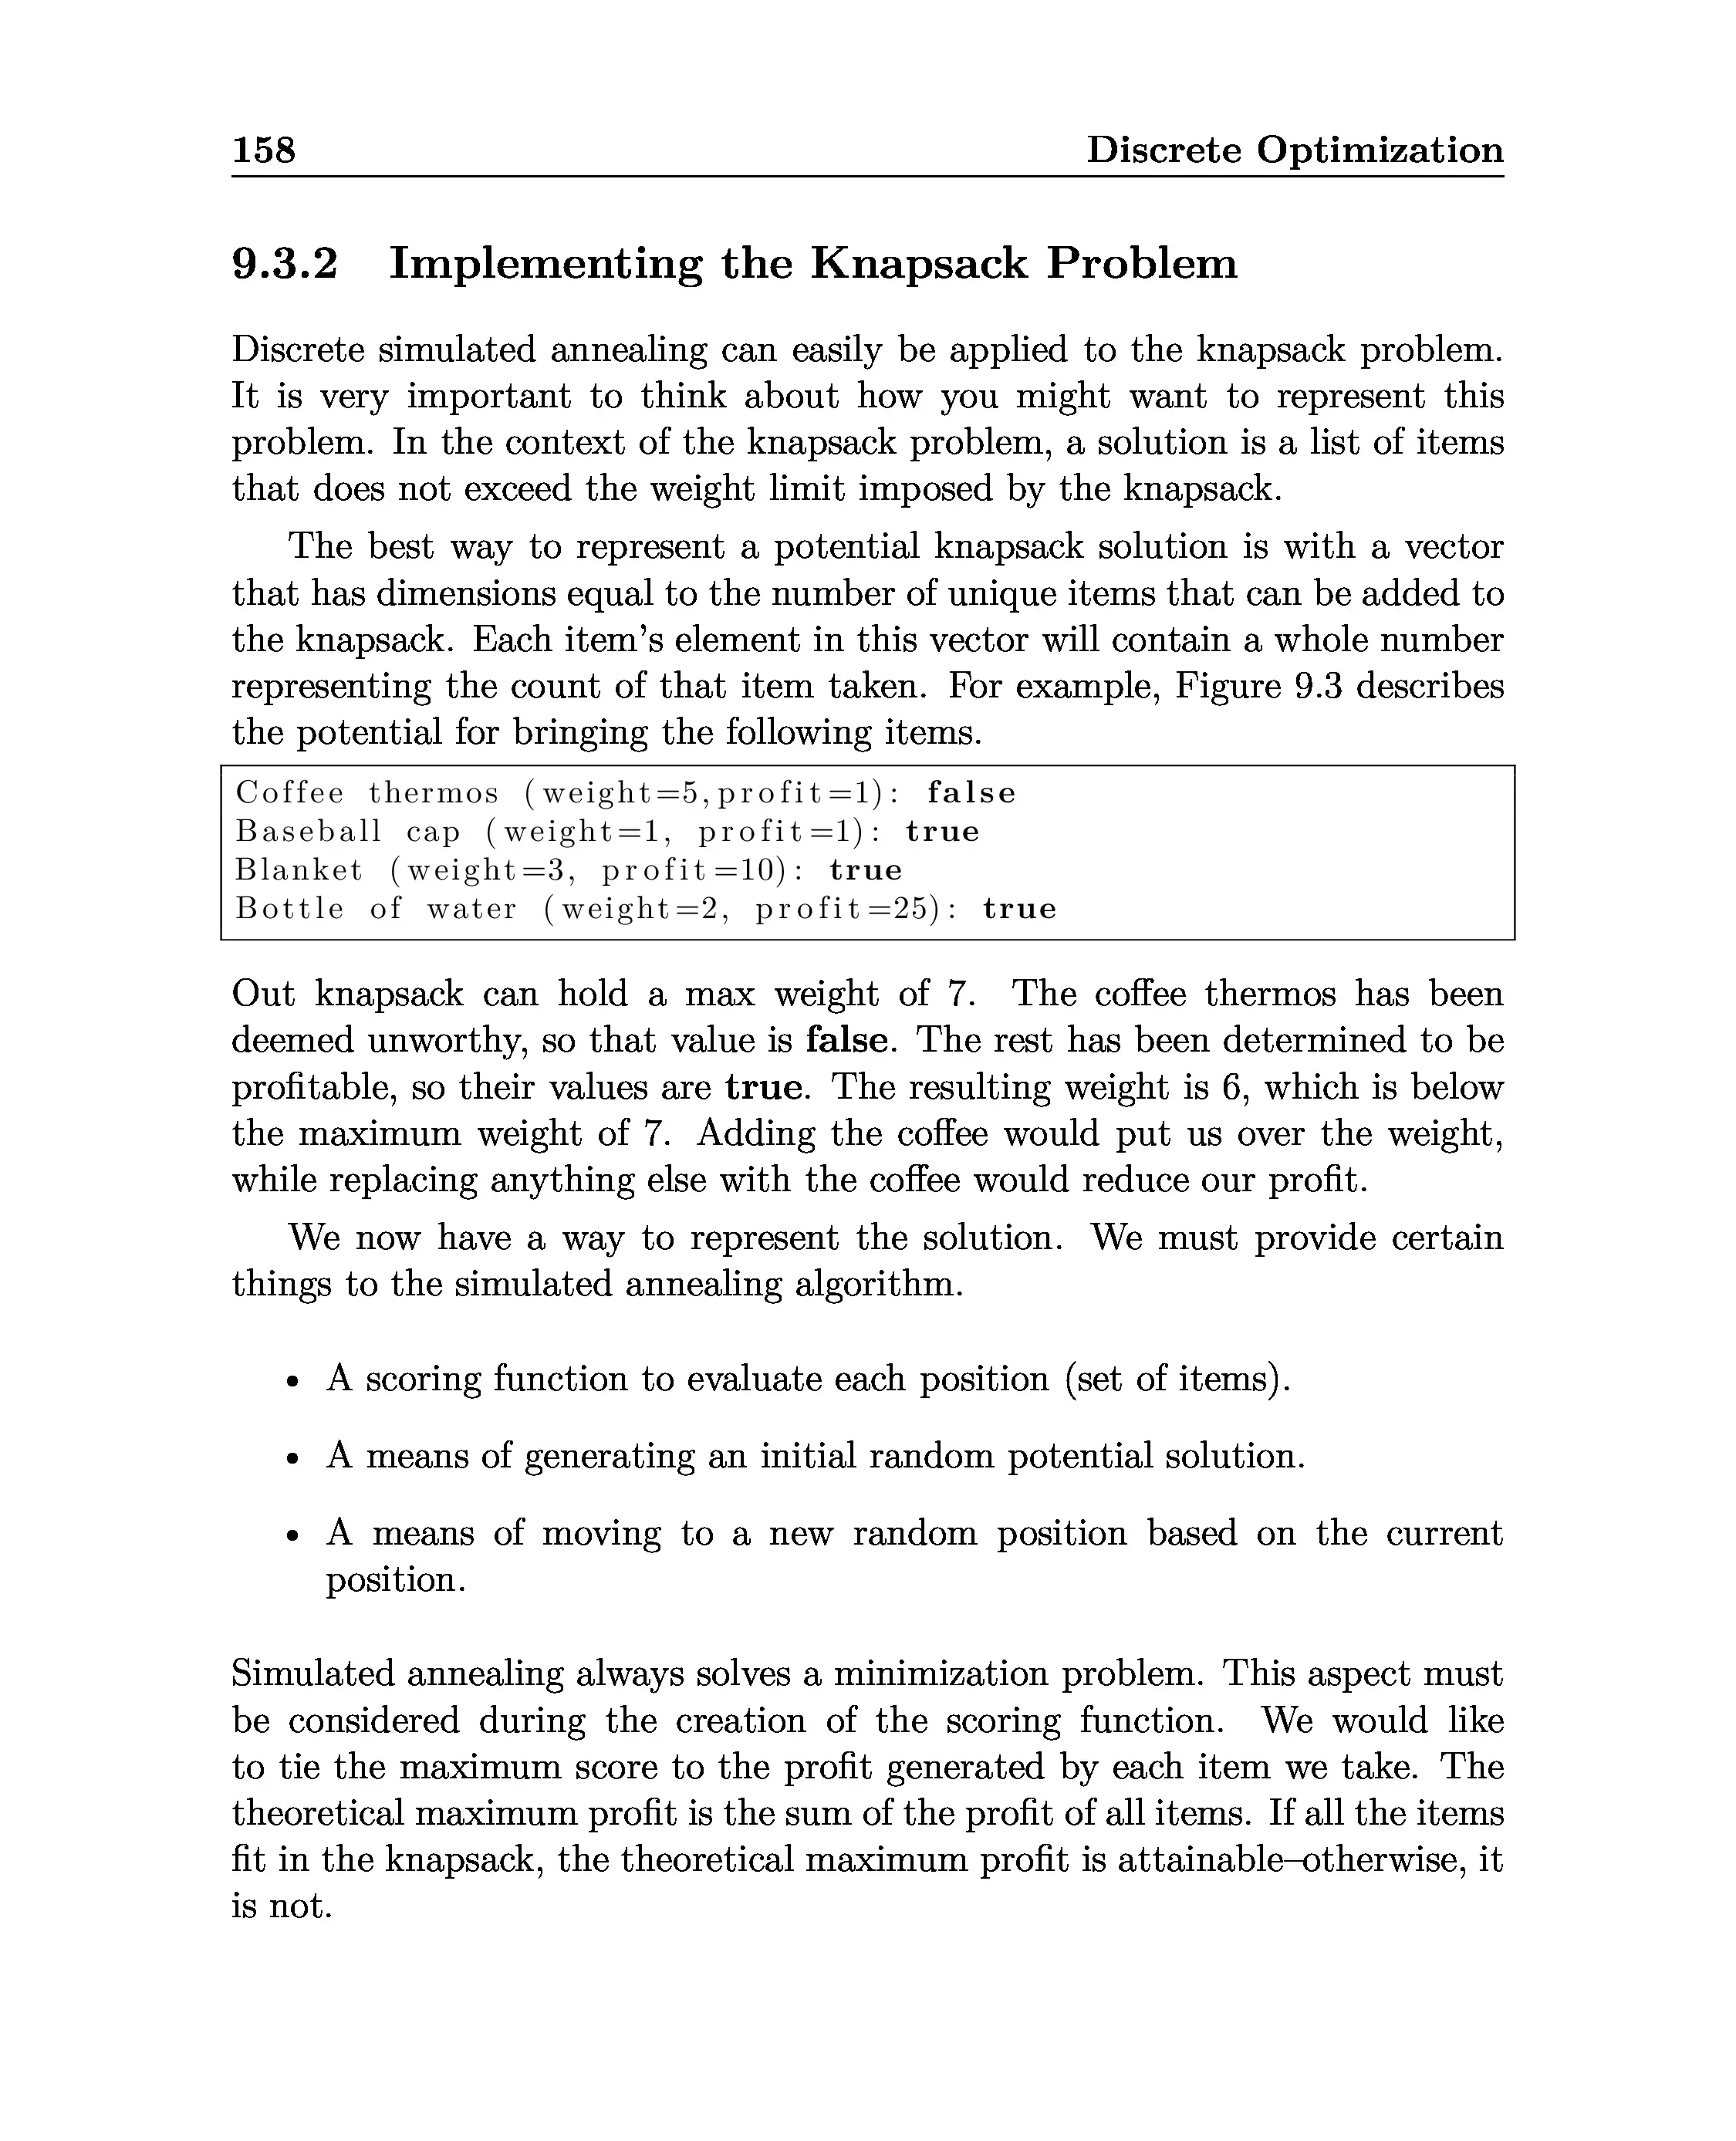 158 Discrete Optimization
9.3.2 Implementing the Knapsack Problem
Discrete simulated annealing can easily be applied to the knapsack problem.
It is very important to think about how you might want to represent this
problem. In the context of the knapsack problem, a solution is a list of items
that does not exceed the weight limit imposed by the knapsack.
The best way to represent a potential knapsack solution is with a vector
that has dimensions equal to the number of unique items that can be added to
the knapsack. Each item's element in this vector will contain a whole number
representing the count of that item taken. For example, Figure 9.3 describes
the potential for bringing the following items.
Coffee thermos (weight=5,profit=1): false
Baseball cap (weight=1, profit=1): true
Blanket (weight=3, profit=10): true
Bottle of water (weight=2, profit=25): true
Out knapsack can hold a max weight of 7. The coffee thermos has been
deemed unworthy, so that value is false. The rest has been determined to be
profitable, so their values are true. The resulting weight is 6, which is below
the maximum weight of 7. Adding the coffee would put us over the weight,
while replacing anything else with the coffee would reduce our profit.
We now have a way to represent the solution. We must provide certain
things to the simulated annealing algorithm.
• A scoring function to evaluate each position (set of items).
• A means of generating an initial random potential solution.
• A means of moving to a new random position based on the current
position.
Simulated annealing always solves a minimization problem. This aspect must
be considered during the creation of the scoring function. We would like
to tie the maximum score to the profit generated by each item we take. The
theoretical maximum profit is the sum of the profit of all items. If all the items
fit in the knapsack, the theoretical maximum profit is attainable–otherwise, it
is not.